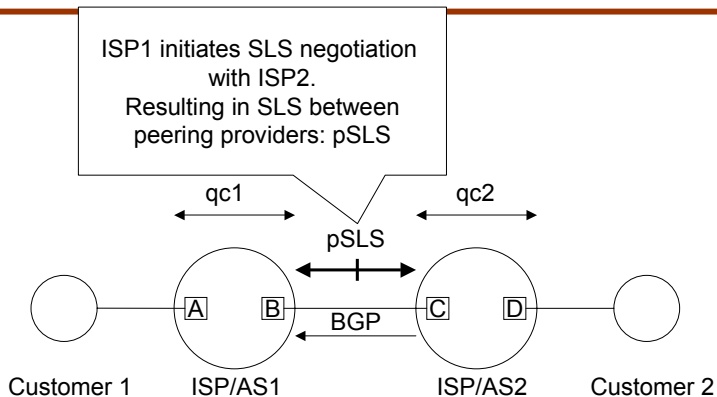 ISP1 initiates SLS negotiation
with ISP2.
Resulting in SLS between
peering providers: pSLS
qc1
qc2
pSLS
A
B
C
D
BGP
Customer 1
ISP/AS1
ISP/AS2
Customer 2